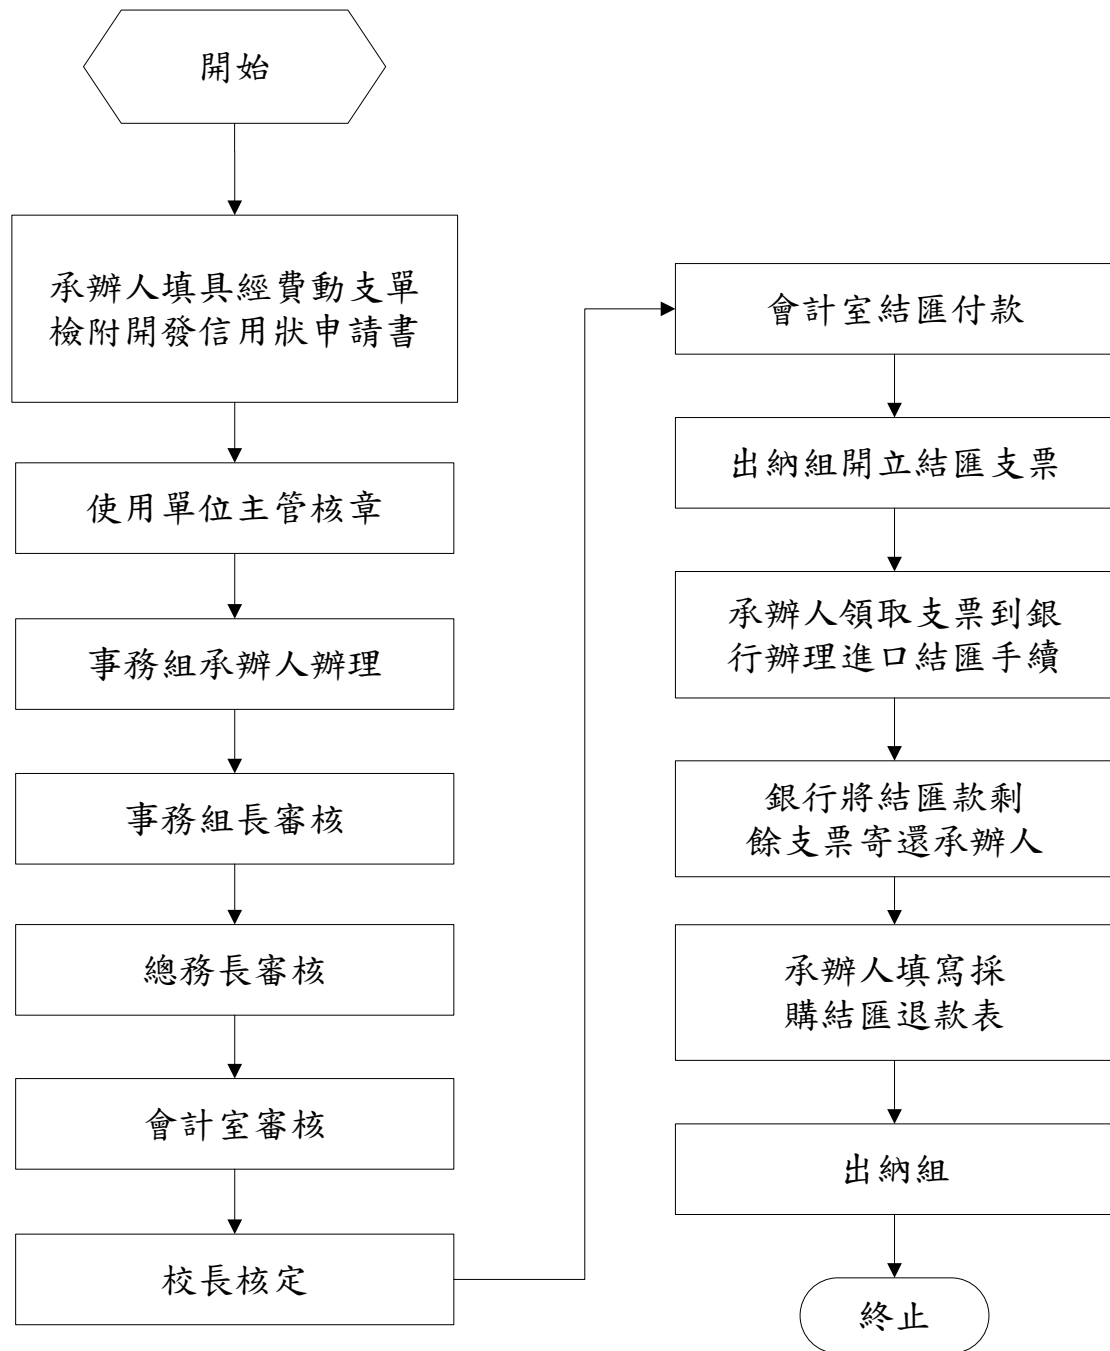 開始
承辦人填具經費動支單
檢附開發信用狀申請書
使用單位主管核章
事務組承辦人辦理
事務組長審核
總務長審核
會計室審核
校長核定
會計室結匯付款
出納組開立結匯支票
承辦人領取支票到銀
行辦理進口結匯手續
銀行將結匯款剩
餘支票寄還承辦人
承辦人填寫採
購結匯退款表
出納組
終止